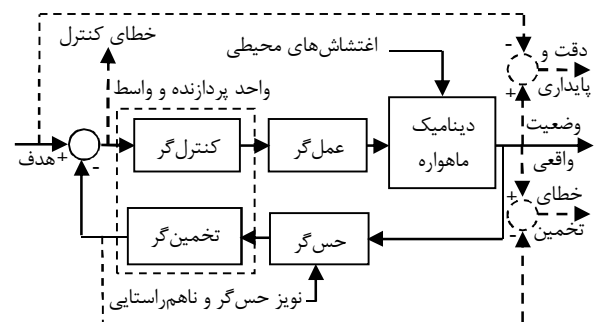 خطای کنترل
اغتشاش‌های محیطی
-
دقت و
پایداری
+
واحد پردازنده و واسط
هدف
+
-
کنترل‌گر
عمل‌گر
دینامیک
ماهواره
وضعیت
واقعی
تخمین‌گر
حس‌گر
+
خطای
تخمین
-
نویز حس‌گر و ناهم‌راستایی